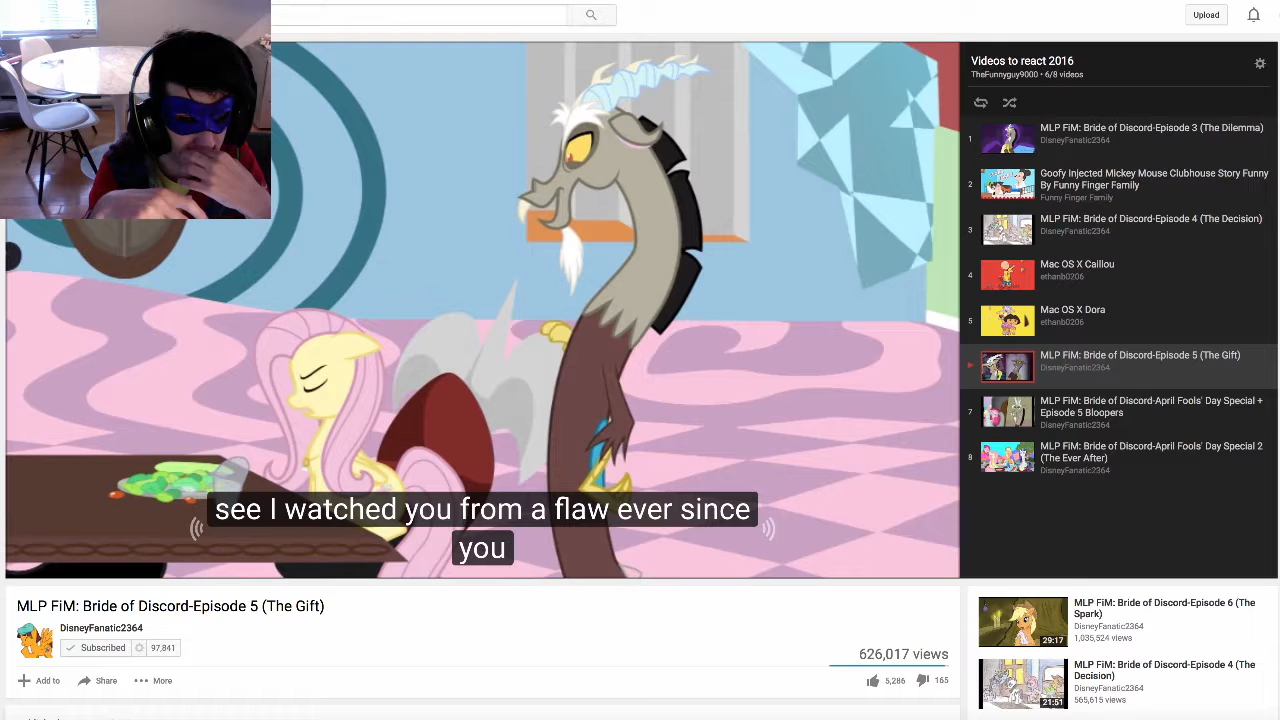 Upload
Videos to react 2016
TheFunnyguy9000 • 6/8 videos
1
MLP FiM: Bride of Discord-Episode 3 (The Dilemma)
DisneyFanatic2364
2
Goofy Injected Mickey Mouse Clubhouse Story Funny
By Funny Finger Family
Funny Finger Family
3
MLP FiM: Bride of Discord-Episode 4 (The Decision)
DisneyFanatic2364
4
Mac OS X Caillou
ethanb0206
5
Mac OS X Dora
ethanb0206
MLP FiM: Bride of Discord-Episode 5 (The Gift)
DisneyFanatic2364
7
MLP FiM: Bride of Discord-April Fools' Day Special +
Episode 5 Bloopers
DisneyFanatic2364
8
MLP FiM: Bride of Discord-April Fools' Day Special 2
(The Ever After)
DisneyFanatic2364
see I watched you from a flaw ever since
you
MLP FiM: Bride of Discord-Episode 5 (The Gift)
DisneyFanatic2364
Subscribed 97,841
626,017 views
Add to Share More
5,286 165
MLP FiM: Bride of Discord-Episode 6 (The
Spark)
DisneyFanatic2364
1,035,524 views
29:17
MLP FiM: Bride of Discord-Episode 4 (The
Decision)
DisneyFanatic2364
565,615 views
21:51